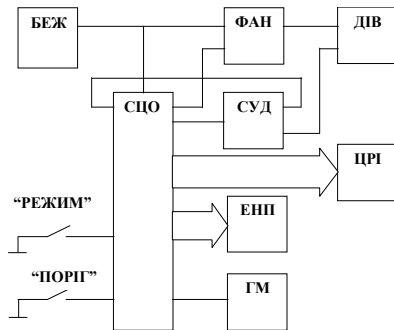 БЕЖ
ФАН
ДІВ
СЦО
СУД
ЦРІ
“РЕЖИМ”
ЕНП
“ПОРІГ”
ГМ